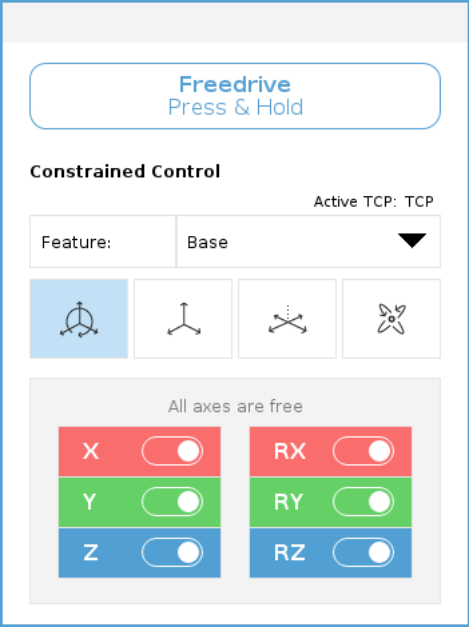 Freedrive
Press & Hold
Constrained Control
Active TCP: TCP
Feature: Base
All axes are free
X RX
Y RY
Z RZ